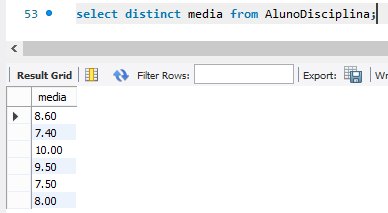 53 select distinct media from AlunoDisciplina;
Result Grid Filter Rows: Export: Wr
media
8.60
7.40
10.00
9.50
7.50
8.00